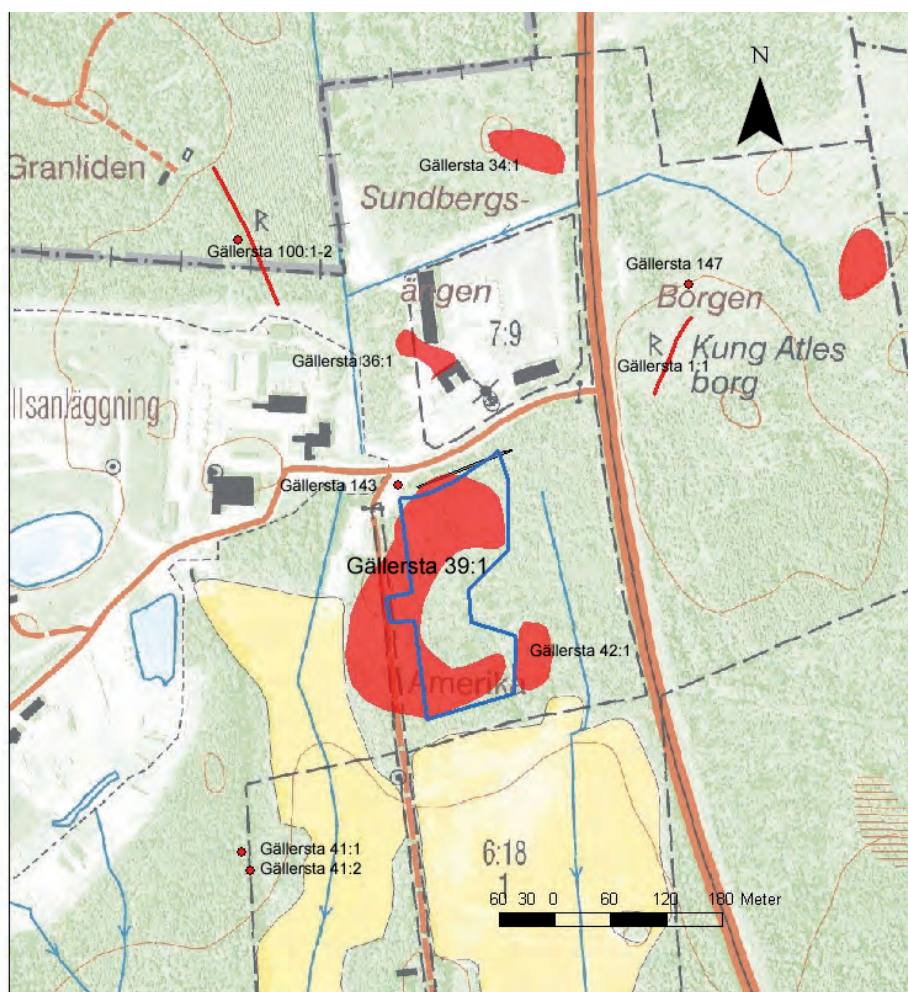 N
Granliden
Gällersta 34:1
Sundbergs-
R
Gällersta 100:1-2
Gällersta 147
ängen
Borgen
7:9
R
Gällersta 1:1
Kung Atles
borg
Gällersta 36:1
llsanläggning
Gällersta 143
Gällersta 39:1
Gällersta 42:1
Amerika
Gällersta 41:1
Gällersta 41:2
6:18
1
60 30 0 60 120 180 Meter